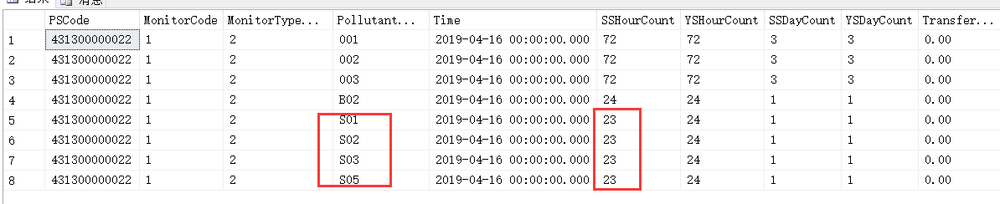 消息
PSCode MonitorCode MonitorType... Pollutant... Time SSHourCount YSHourCount SSDayCount YSDayCount Transfer...
1 431300000022 1 2 001 2019-04-16 00:00:00.000 72 72 3 3 0.00
2 431300000022 1 2 002 2019-04-16 00:00:00.000 72 72 3 3 0.00
3 431300000022 1 2 003 2019-04-16 00:00:00.000 72 72 3 3 0.00
4 431300000022 1 2 B02 2019-04-16 00:00:00.000 24 24 1 1 0.00
5 431300000022 1 2 S01 2019-04-16 00:00:00.000 23 24 1 1 0.00
6 431300000022 1 2 S02 2019-04-16 00:00:00.000 23 24 1 1 0.00
7 431300000022 1 2 S03 2019-04-16 00:00:00.000 23 24 1 1 0.00
8 431300000022 1 2 S05 2019-04-16 00:00:00.000 23 24 1 1 0.00